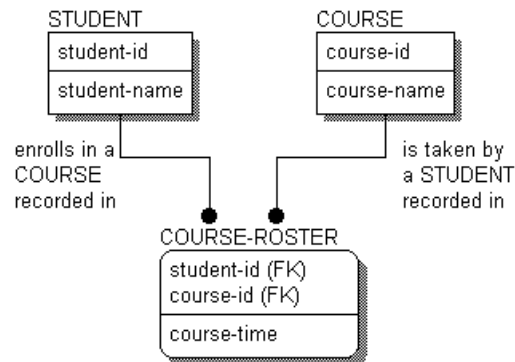 STUDENT
student-id
student-name
COURSE
course-id
course-name
enrolls in a
COURSE
recorded in
is taken by
a STUDENT
recorded in
COURSE-ROSTER
student-id (FK)
course-id (FK)
course-time